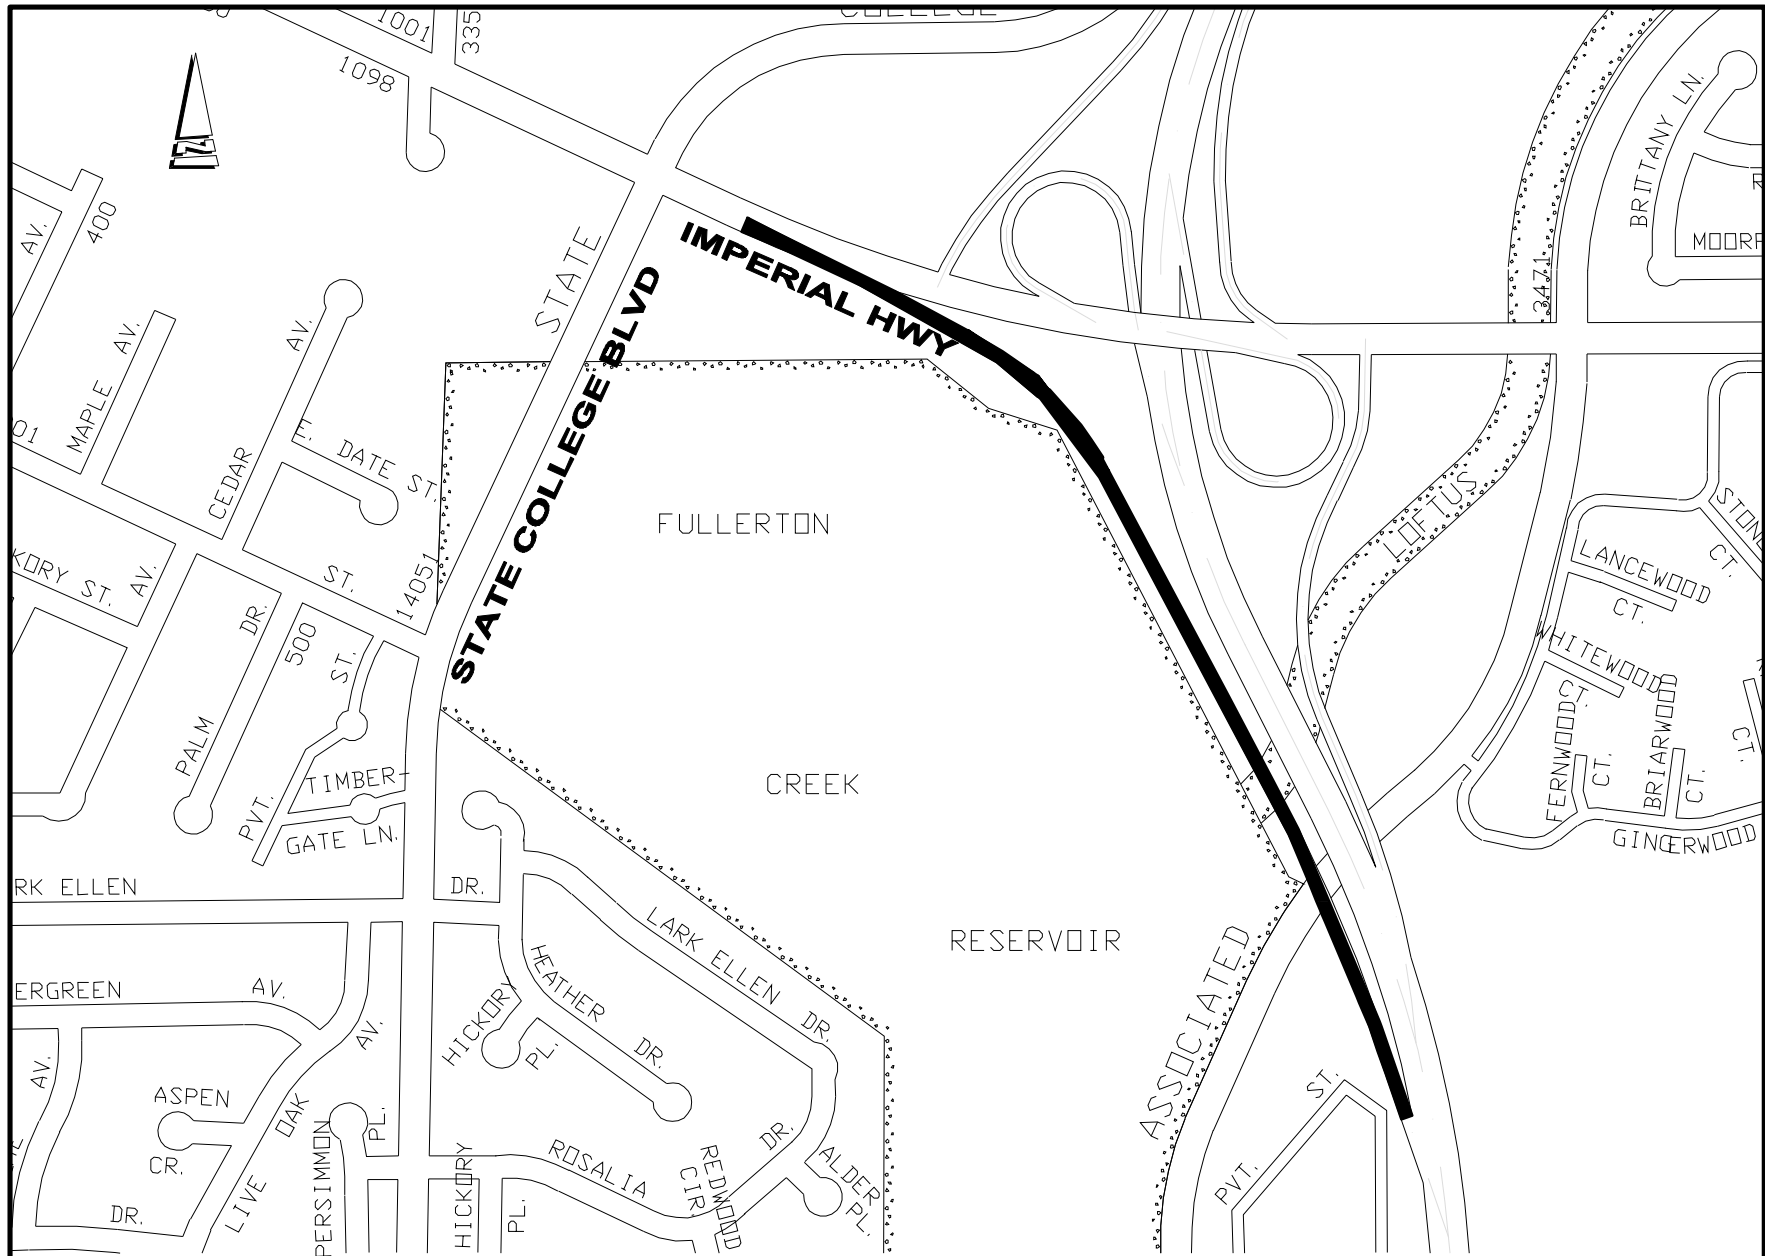 COLLEGE
1001
335
1098
N
BRITTANY LN.
AV.
400
STATE
IMPERIAL HWY
MOORP
3471
STATE COLLEGE BLVD
MAPLE AV.
CEDAR AV.
E. DATE ST.
01
FULLERTON
LOFTUS
STON
CT.
LANCEWOOD
CT.
KORY ST.
AV.
ST.
14051
DR.
500
ST.
WHITEWOOD
CT.
PALM
PVT.
TIMBER-
GATE LN.
CREEK
FERNWOOD
CT.
BRIARWOOD
CT.
CT.
GINGERWOOD
RK ELLEN
DR.
LARK ELLEN
DR.
RESERVOIR
ASSOCIATED
ERGREEN
AV.
AV.
HICKORY
PL.
HEATHER
DR.
AV.
ASPEN
CR.
OAK
LIVE
PERSIMMON
PL.
HICKORY
PL.
ROSALIA
DR.
REDWOOD
CIR.
ALDER
PL.
DR.
PVT.
ST.